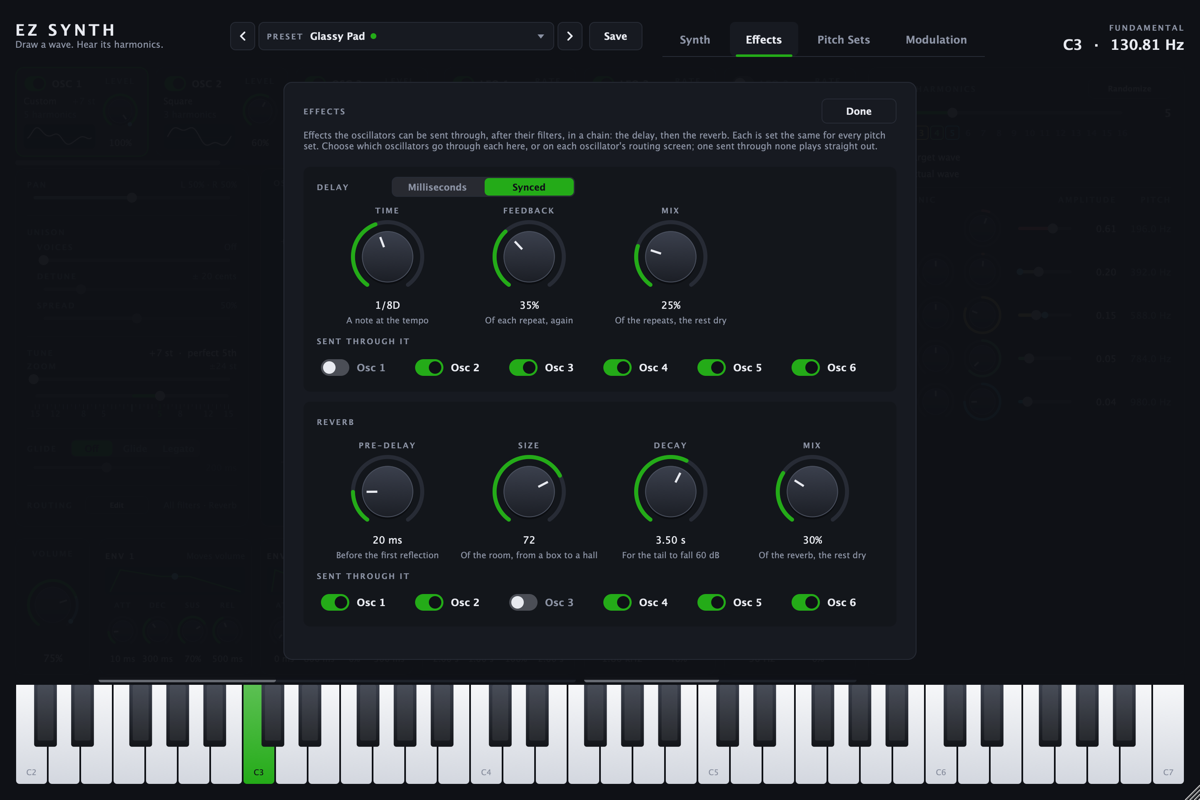 EZ SYNTH
Draw a wave. Hear its harmonics.
PRESET Glassy Pad
Save
Synth
Effects
Pitch Sets
Modulation
FUNDAMENTAL
C3 · 130.81 Hz
EFFECTS
Done
Effects the oscillators can be sent through, after their filters, in a chain: the delay, then the reverb. Each is set the same for every pitch
set. Choose which oscillators go through each here, or on each oscillator's routing screen; one sent through none plays straight out.
DELAY
Milliseconds
Synced
TIME
FEEDBACK
MIX
1/8D
35%
25%
A note at the tempo
Of each repeat, again
Of the repeats, the rest dry
SENT THROUGH IT
Osc 1
Osc 2
Osc 3
Osc 4
Osc 5
Osc 6
REVERB
PRE-DELAY
SIZE
DECAY
MIX
20 ms
72
3.50 s
30%
Before the first reflection
Of the room, from a box to a hall
For the tail to fall 60 dB
Of the reverb, the rest dry
SENT THROUGH IT
Osc 1
Osc 2
Osc 3
Osc 4
Osc 5
Osc 6
C2
C3
C4
C5
C6
C7